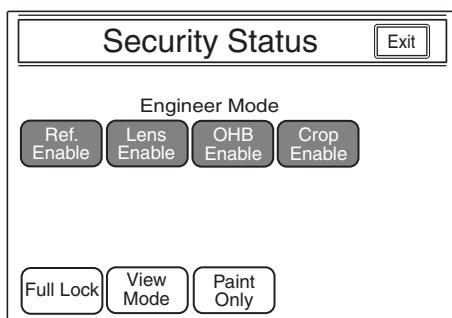 Security Status
Exit
Engineer Mode
Ref.
Enable
Lens
Enable
OHB
Enable
Crop
Enable
Full Lock
View
Mode
Paint
Only